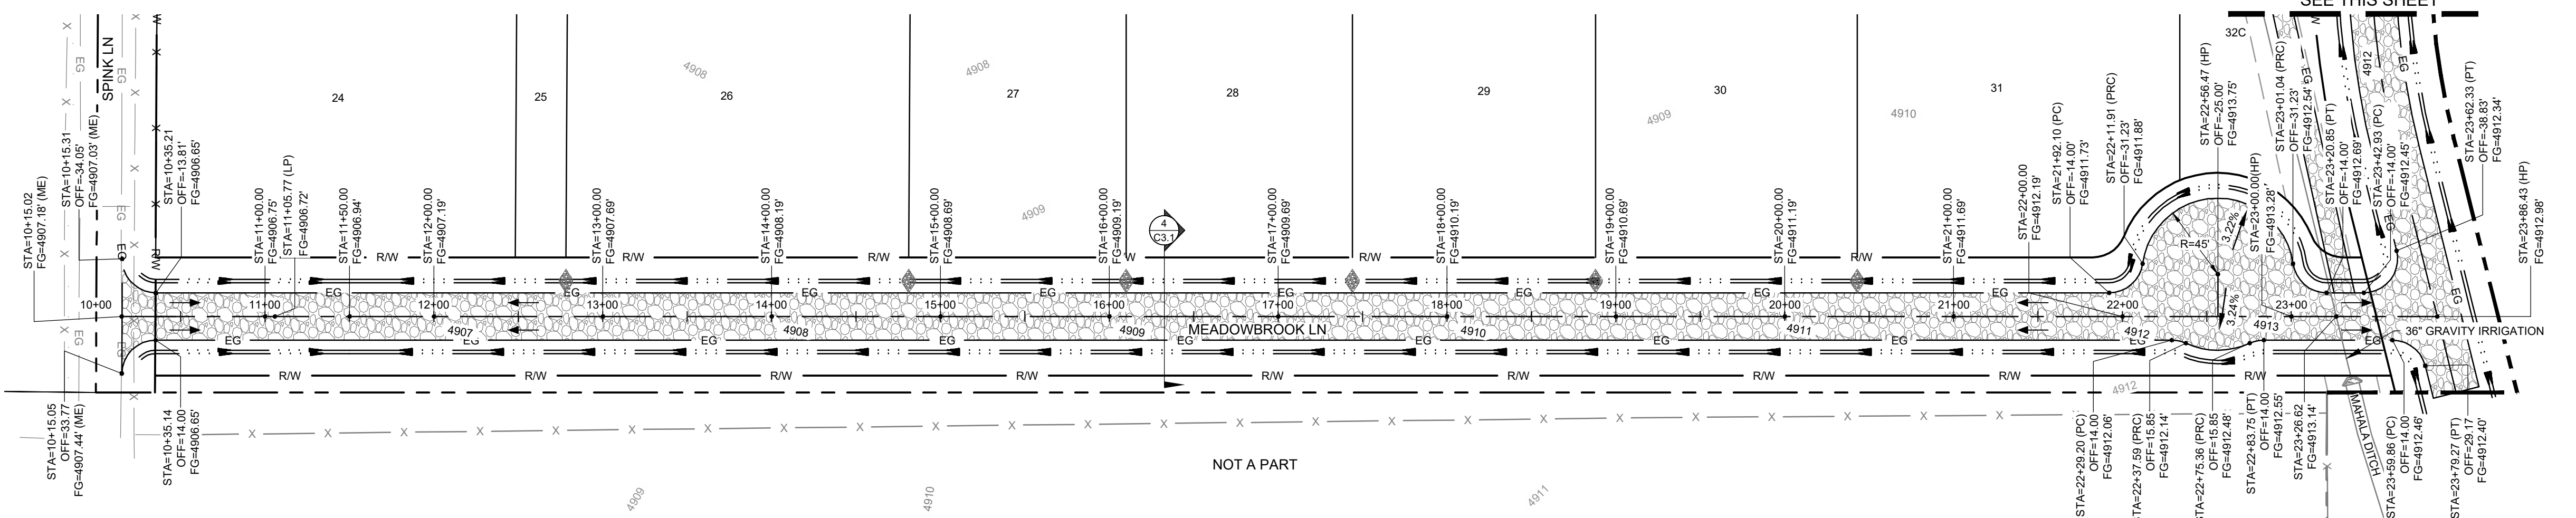 SEE THIS SHEET
SPINK LN
24
25
26
27
28
29
30
31
32C
4908
4908
4909
4909
4910
4912
STA=10+15.02
FG=4907.18' (ME)
STA=10+15.31
OFF=-34.05'
FG=4907.03' (ME)
STA=10+35.21
OFF=-13.81'
FG=4906.65'
STA=11+00.00
FG=4906.75'
STA=11+05.77 (LP)
FG=4906.72'
STA=11+50.00
FG=4906.94'
STA=12+00.00
FG=4907.19'
STA=13+00.00
FG=4907.69'
STA=14+00.00
FG=4908.19'
STA=15+00.00
FG=4908.69'
STA=16+00.00
FG=4909.19'
4
C3.1
STA=17+00.00
FG=4909.69'
STA=18+00.00
FG=4910.19'
STA=19+00.00
FG=4910.69'
STA=20+00.00
FG=4911.19'
STA=21+00.00
FG=4911.69'
STA=22+00.00
FG=4912.19'
STA=21+92.10 (PC)
OFF=-14.00'
FG=4911.73'
STA=22+11.91 (PRC)
OFF=-31.23'
FG=4911.88'
STA=22+56.47 (HP)
OFF=-25.00'
FG=4913.75'
STA=23+00.00(HP)
FG=4913.28'
STA=23+01.04 (PRC)
OFF=-31.23'
FG=4912.54'
STA=23+20.85 (PT)
OFF=-14.00'
FG=4912.69'
STA=23+42.93 (PC)
OFF=-14.00'
FG=4912.45'
STA=23+62.33 (PT)
OFF=-38.83'
FG=4912.34'
STA=23+86.43 (HP)
FG=4912.98'
R/W R/W R/W R/W R/W R/W
EG EG EG EG EG EG EG EG
R=45'
3.22%
3.24%
10+00 11+00 12+00 13+00 14+00 15+00 16+00 17+00 18+00 19+00 20+00 21+00 22+00 23+00
4907 4908 4909 MEADOWBROOK LN 4910 4911 4912 4913
36" GRAVITY IRRIGATION
EG EG EG EG EG EG EG EG EG EG
R/W R/W R/W R/W R/W R/W R/W R/W R/W
STA=10+15.05
OFF=33.77
FG=4907.44' (ME)
STA=10+35.14
OFF=14.00
FG=4906.65'
NOT A PART
4909
4910
4911
4912
STA=22+29.20 (PC)
OFF=14.00
FG=4912.06'
STA=22+37.59 (PRC)
OFF=15.85
FG=4912.14'
STA=22+75.36 (PRC)
OFF=15.85
FG=4912.48'
STA=22+83.75 (PT)
OFF=14.00
FG=4912.55'
STA=23+26.62
FG=4913.14'
MAHALA DITCH
STA=23+59.86 (PC)
OFF=14.00
FG=4912.46'
STA=23+79.27 (PT)
OFF=29.17
FG=4912.40'